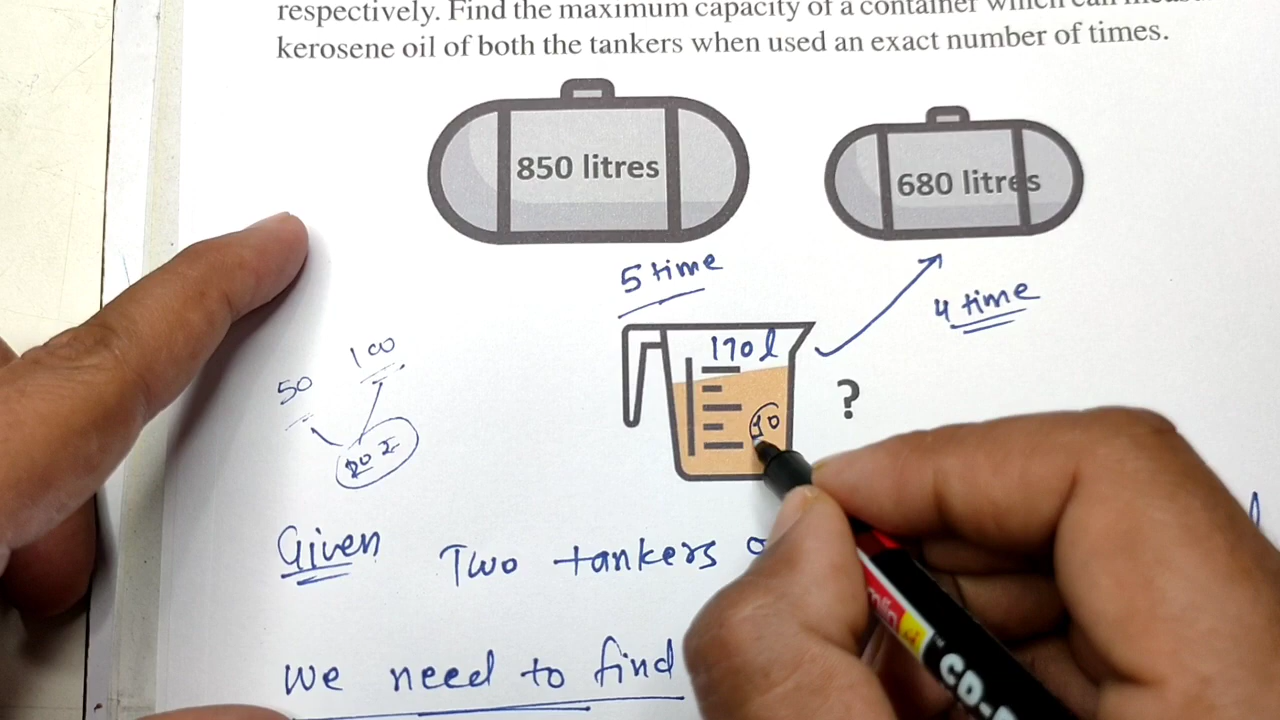 respectively. Find the maximum capacity of a container which can
kerosene oil of both the tankers when used an exact number of times.
850 litres
680 litres
5 time
4 time
170 l
?
100
50
10
Given Two tankers
We need to find
CD-